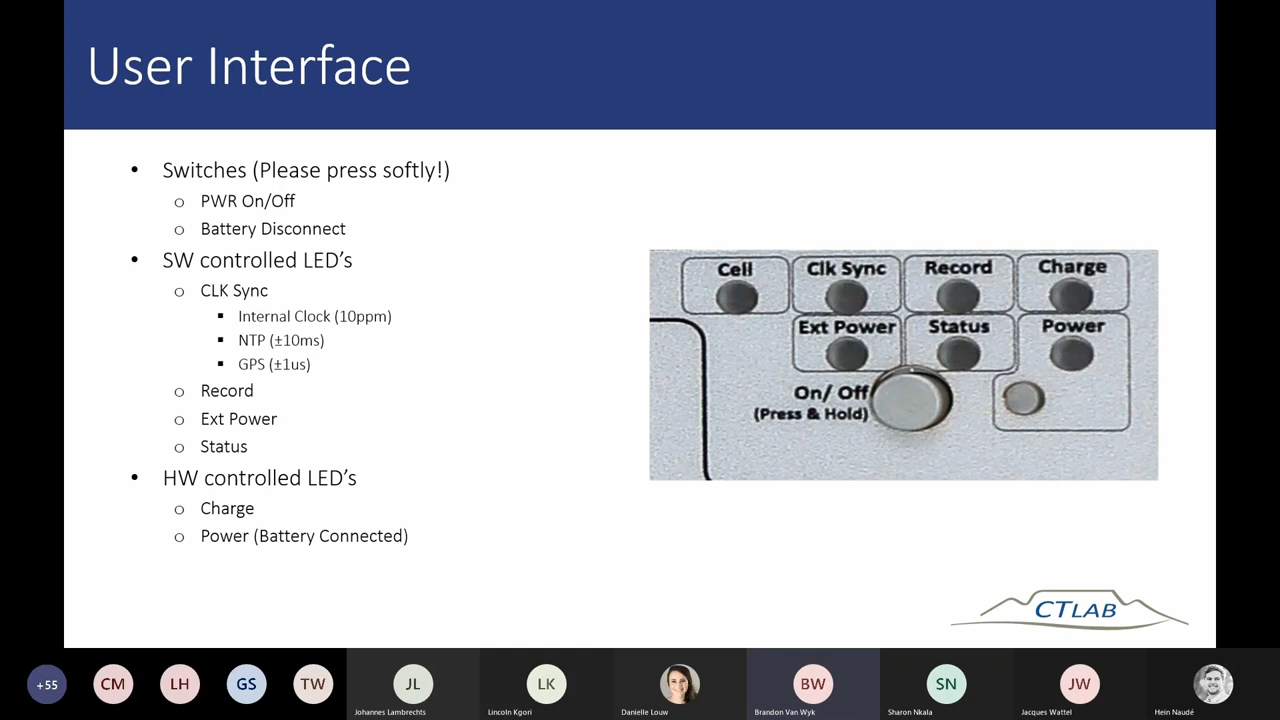 User Interface
• Switches (Please press softly!)
o PWR On/Off
o Battery Disconnect
• SW controlled LED’s
o CLK Sync
▪ Internal Clock (10ppm)
▪ NTP (±10ms)
▪ GPS (±1us)
o Record
o Ext Power
o Status
• HW controlled LED’s
o Charge
o Power (Battery Connected)
Cell Clk Sync Record Charge
Ext Power Status Power
On/ Off
(Press & Hold)
CTLAB
+55 CM LH GS TW JL LK BW SN JW
Johannes Lambrechts Lincoln Kgori Danielle Louw Brandon Van Wyk Sharon Nkala Jacques Wattel Hein Naudé